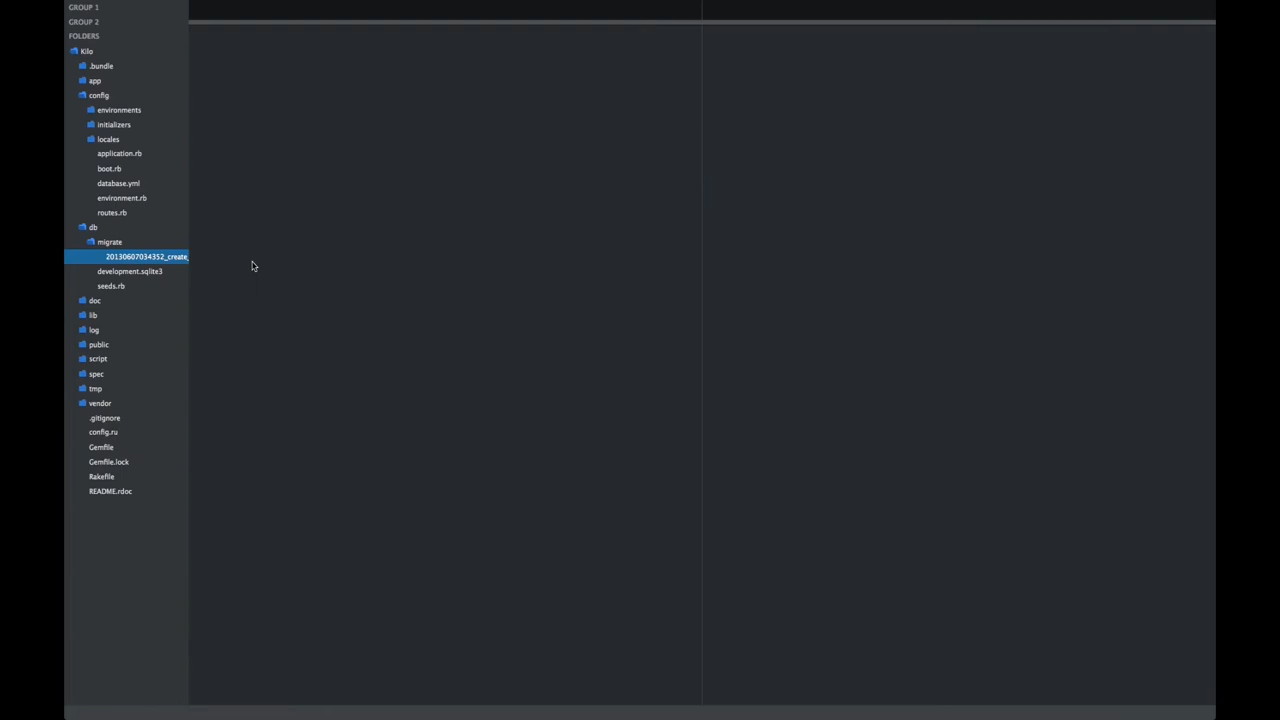 GROUP 1
GROUP 2
FOLDERS
Kilo
.bundle
app
config
environments
initializers
locales
application.rb
boot.rb
database.yml
environment.rb
routes.rb
db
migrate
20130607034352_create_
development.sqlite3
seeds.rb
doc
lib
log
public
script
spec
tmp
vendor
.gitignore
config.ru
Gemfile
Gemfile.lock
Rakefile
README.rdoc